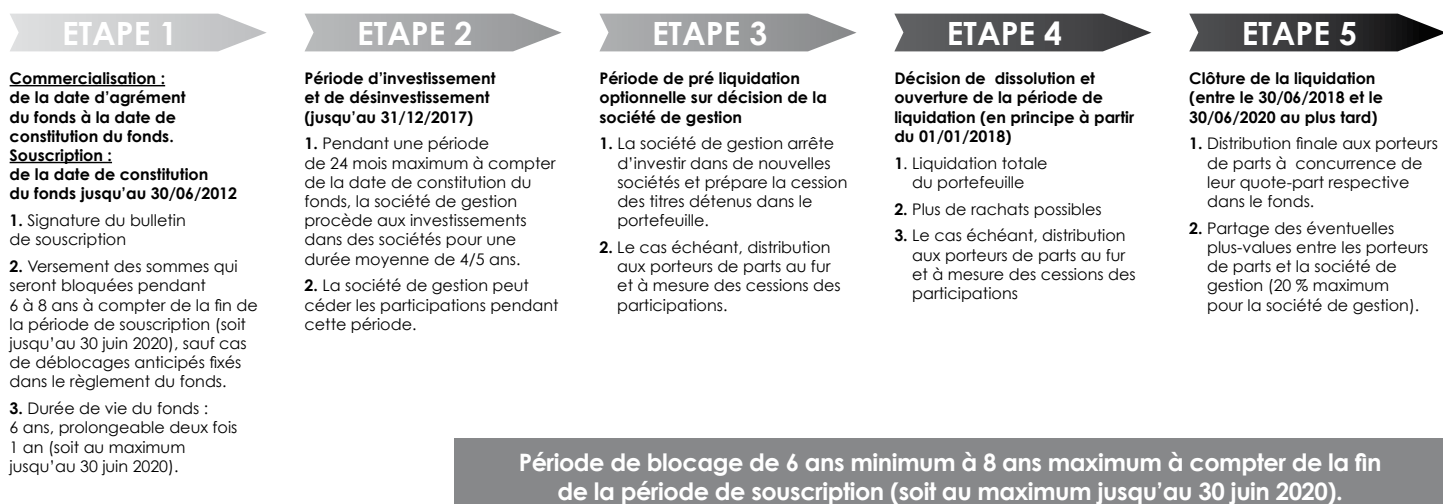 ETAPE 1
Commercialisation :
de la date d'agrément
du fonds à la date de
constitution du fonds.
Souscription :
de la date de constitution
du fonds jusqu'au 30/06/2012
1. Signature du bulletin
de souscription
2. Versement des sommes qui
seront bloquées pendant
6 à 8 ans à compter de la fin de
la période de souscription (soit
jusqu'au 30 juin 2020), sauf cas
de déblocages anticipés fixés
dans le règlement du fonds.
3. Durée de vie du fonds :
6 ans, prolongeable deux fois
1 an (soit au maximum
jusqu'au 30 juin 2020).
ETAPE 2
Période d'investissement
et de désinvestissement
(jusqu'au 31/12/2017)
1. Pendant une période
de 24 mois maximum à compter
de la date de constitution du
fonds, la société de gestion
procède aux investissements
dans des sociétés pour une
durée moyenne de 4/5 ans.
2. La société de gestion peut
céder les participations pendant
cette période.
ETAPE 3
Période de pré liquidation
optionnelle sur décision de la
société de gestion
1. La société de gestion arrête
d'investir dans de nouvelles
sociétés et prépare la cession
des titres détenus dans le
portefeuille.
2. Le cas échéant, distribution
aux porteurs de parts au fur
et à mesure des cessions des
participations.
ETAPE 4
Décision de dissolution et
ouverture de la période de
liquidation (en principe à partir
du 01/01/2018)
1. Liquidation totale
du portefeuille
2. Plus de rachats possibles
3. Le cas échéant, distribution
aux porteurs de parts au fur
et à mesure des cessions des
participations
ETAPE 5
Clôture de la liquidation
(entre le 30/06/2018 et le
30/06/2020 au plus tard)
1. Distribution finale aux porteurs
de parts à concurrence de
leur quote-part respective
dans le fonds.
2. Partage des éventuelles
plus-values entre les porteurs
de parts et la société de
gestion (20 % maximum
pour la société de gestion).
Période de blocage de 6 ans minimum à 8 ans maximum à compter de la fin
de la période de souscription (soit au maximum jusqu'au 30 juin 2020).